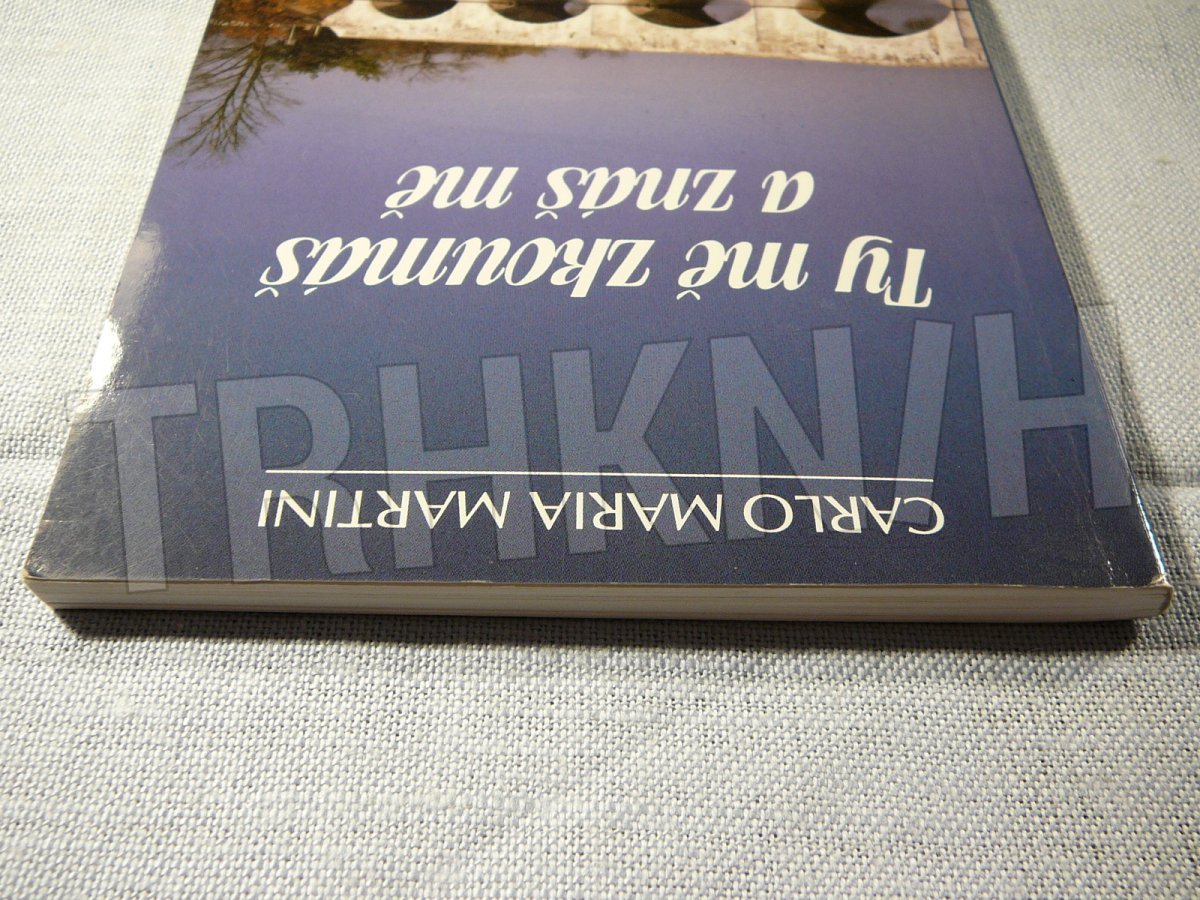 CARLO MARIA MARTINI
Ty mě zkoumáš
a znáš mě
TRHKNIH